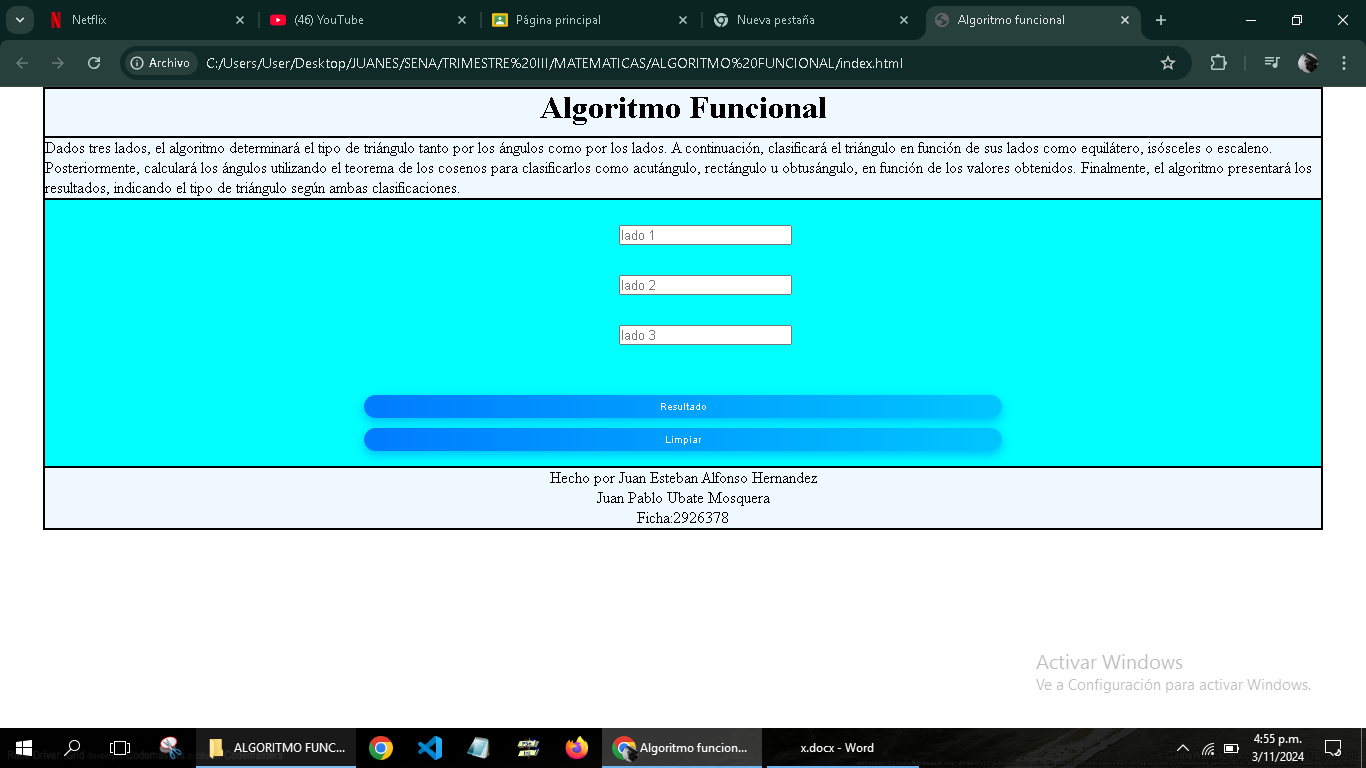 Netflix
(46) YouTube
Página principal
Nueva pestaña
Algoritmo funcional
Archivo
C:/Users/User/Desktop/JUANES/SENA/TRIMESTRE%20III/MATEMATICAS/ALGORITMO%20FUNCIONAL/index.html
Algoritmo Funcional
Dados tres lados, el algoritmo determinará el tipo de triángulo tanto por los ángulos como por los lados. A continuación, clasificará el triángulo en función de sus lados como equilátero, isósceles o escaleno.
Posteriormente, calculará los ángulos utilizando el teorema de los cosenos para clasificarlos como acutángulo, rectángulo u obtusángulo, en función de los valores obtenidos. Finalmente, el algoritmo presentará los
resultados, indicando el tipo de triángulo según ambas clasificaciones.
lado 1
lado 2
lado 3
Resultado
Limpiar
Hecho por Juan Esteban Alfonso Hernandez
Juan Pablo Ubate Mosquera
Ficha:2926378
Activar Windows
Ve a Configuración para activar Windows.
ALGORITMO FUNC...
Algoritmo funcion...
x.docx - Word
4:55 p.m.
3/11/2024